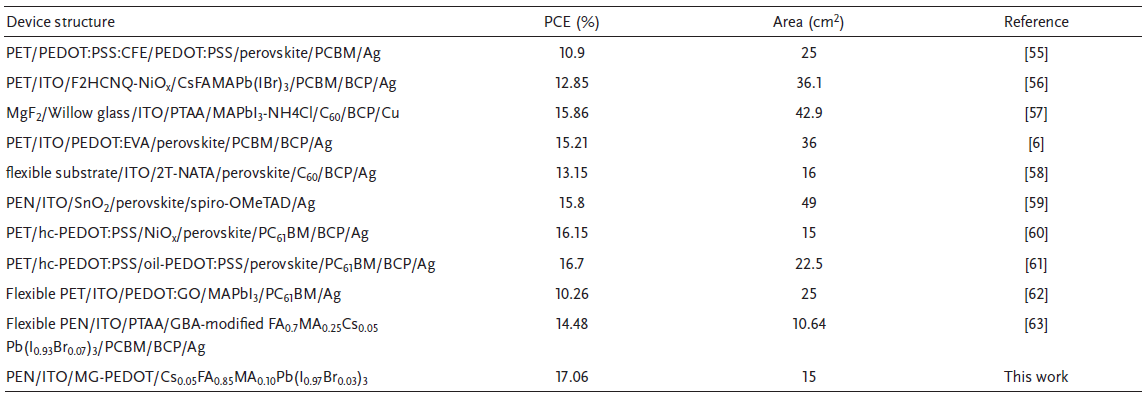 Device structure PCE (%) Area (cm²) Reference
PET/PEDOT:PSS:CFE/PEDOT:PSS/perovskite/PCBM/Ag 10.9 25 [55]
PET/ITO/F2HCNQ-NiOₓ/CsFAMAPb(IBr)₃/PCBM/BCP/Ag 12.85 36.1 [56]
MgF₂/Willow glass/ITO/PTAA/MAPbI₃-NH4Cl/C₆₀/BCP/Cu 15.86 42.9 [57]
PET/ITO/PEDOT:EVA/perovskite/PCBM/BCP/Ag 15.21 36 [6]
flexible substrate/ITO/2T-NATA/perovskite/C₆₀/BCP/Ag 13.15 16 [58]
PEN/ITO/SnO₂/perovskite/spiro-OMeTAD/Ag 15.8 49 [59]
PET/hc-PEDOT:PSS/NiOₓ/perovskite/PC₆₁BM/BCP/Ag 16.15 15 [60]
PET/hc-PEDOT:PSS/oil-PEDOT:PSS/perovskite/PC₆₁BM/BCP/Ag 16.7 22.5 [61]
Flexible PET/ITO/PEDOT:GO/MAPbI₃/PC₆₁BM/Ag 10.26 25 [62]
Flexible PEN/ITO/PTAA/GBA-modified FA₀.₇MA₀.₂₅Cs₀.₀₅ 14.48 10.64 [63]
Pb(I₀.₉₃Br₀.₀₇)₃/PCBM/BCP/Ag
PEN/ITO/MG-PEDOT/Cs₀.₀₅FA₀.₈₅MA₀.₁₀Pb(I₀.₉₇Br₀.₀₃)₃ 17.06 15 This work